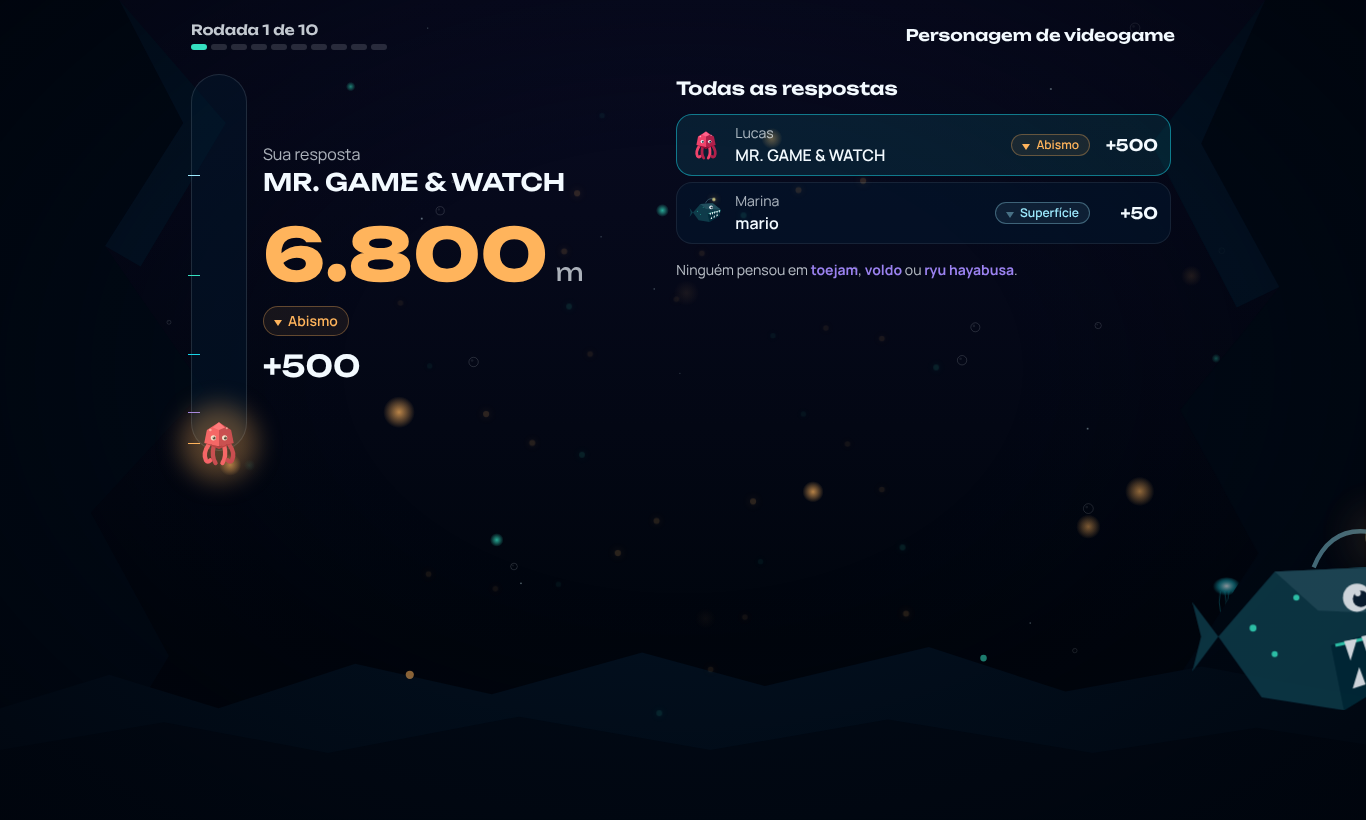 Rodada 1 de 10
Personagem de videogame
Sua resposta
MR. GAME & WATCH
6.800 m
Abismo
+500
Todas as respostas
Lucas
MR. GAME & WATCH
Abismo
+500
Marina
mario
Superfície
+50
Ninguém pensou em toejam, voldo ou ryu hayabusa.